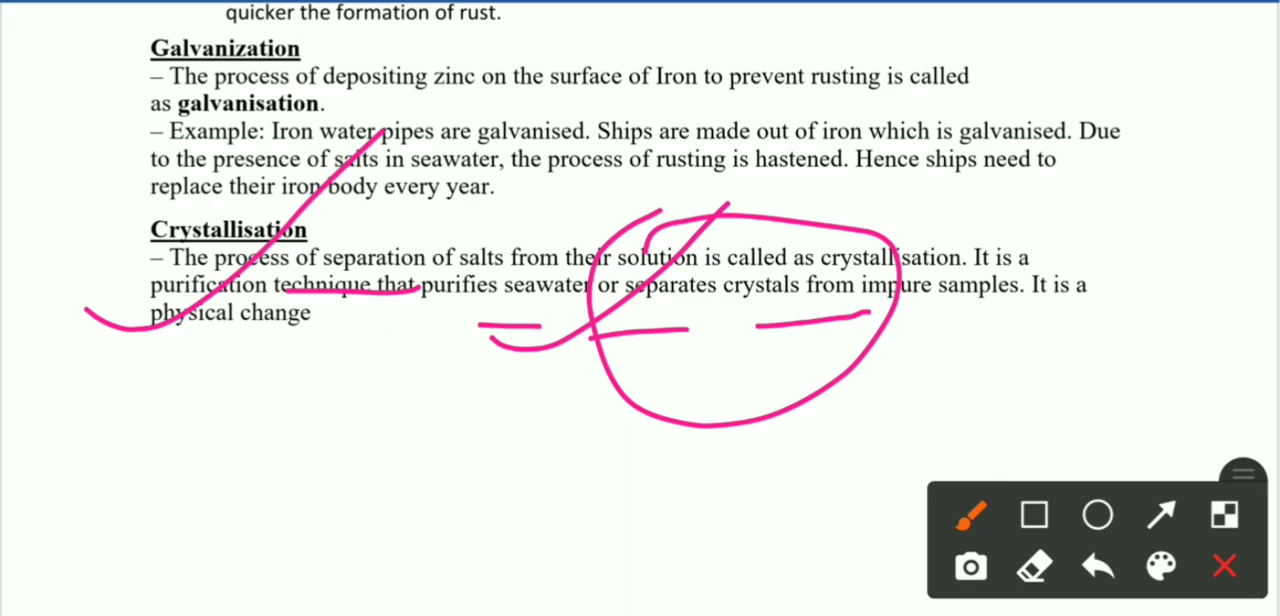 quicker the formation of rust.
Galvanization
– The process of depositing zinc on the surface of Iron to prevent rusting is called
as galvanisation.
– Example: Iron water pipes are galvanised. Ships are made out of iron which is galvanised. Due
to the presence of salts in seawater, the process of rusting is hastened. Hence ships need to
replace their iron body every year.
Crystallisation
– The process of separation of salts from their solution is called as crystallisation. It is a
purification technique that purifies seawater or separates crystals from impure samples. It is a
physical change